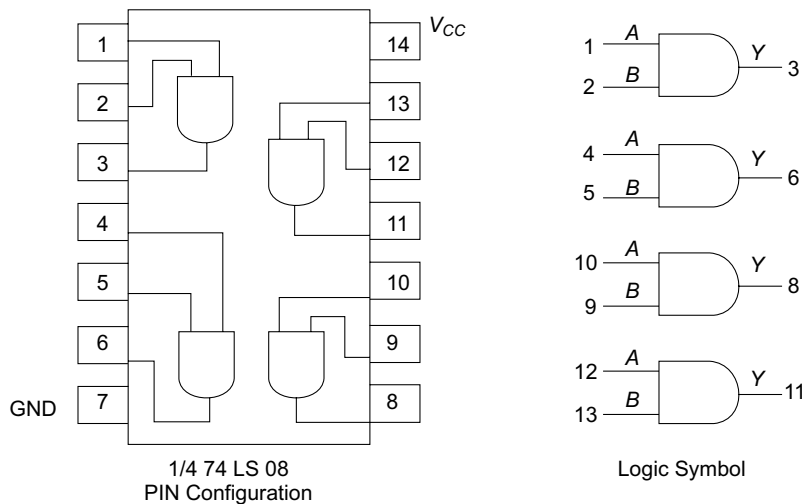 1
2
3
4
5
6
GND 7
14 V_CC
13
12
11
10
9
8
1/4 74 LS 08
PIN Configuration
1 A
2 B
Y 3
4 A
5 B
Y 6
10 A
9 B
Y 8
12 A
13 B
Y 11
Logic Symbol